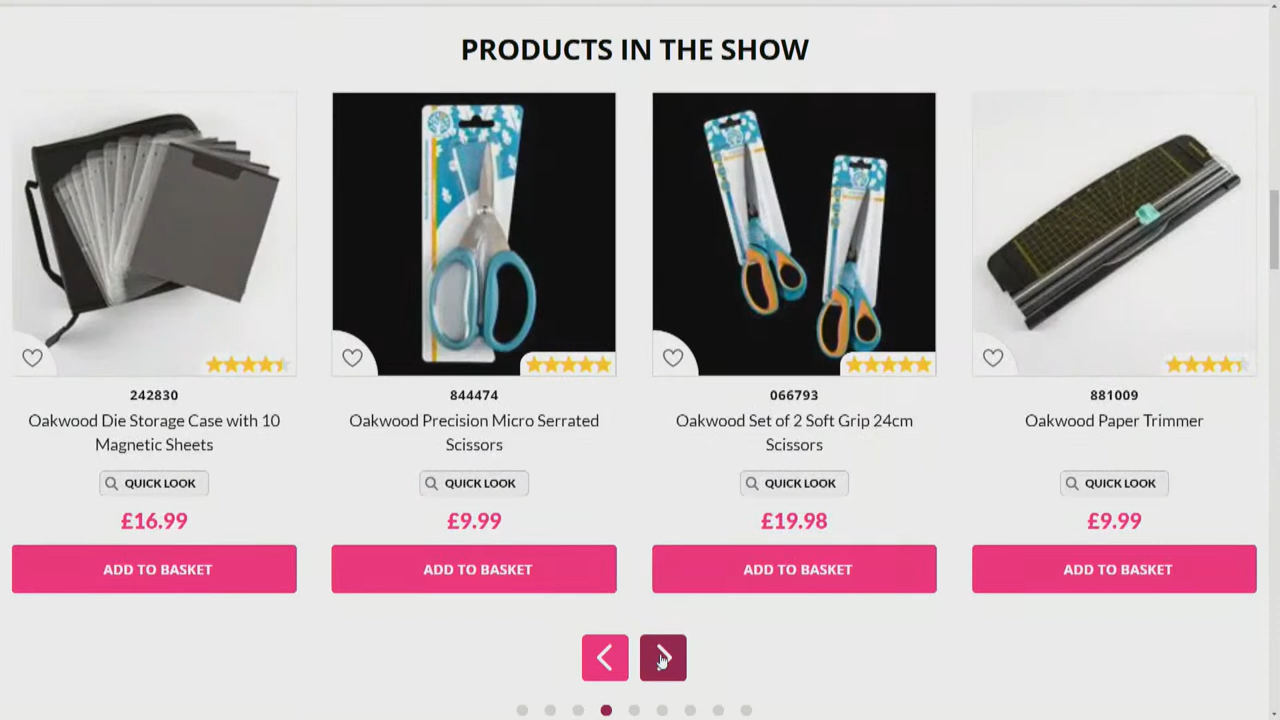 PRODUCTS IN THE SHOW
242830
Oakwood Die Storage Case with 10
Magnetic Sheets
QUICK LOOK
£16.99
ADD TO BASKET
844474
Oakwood Precision Micro Serrated
Scissors
QUICK LOOK
£9.99
ADD TO BASKET
066793
Oakwood Set of 2 Soft Grip 24cm
Scissors
QUICK LOOK
£19.98
ADD TO BASKET
881009
Oakwood Paper Trimmer
QUICK LOOK
£9.99
ADD TO BASKET